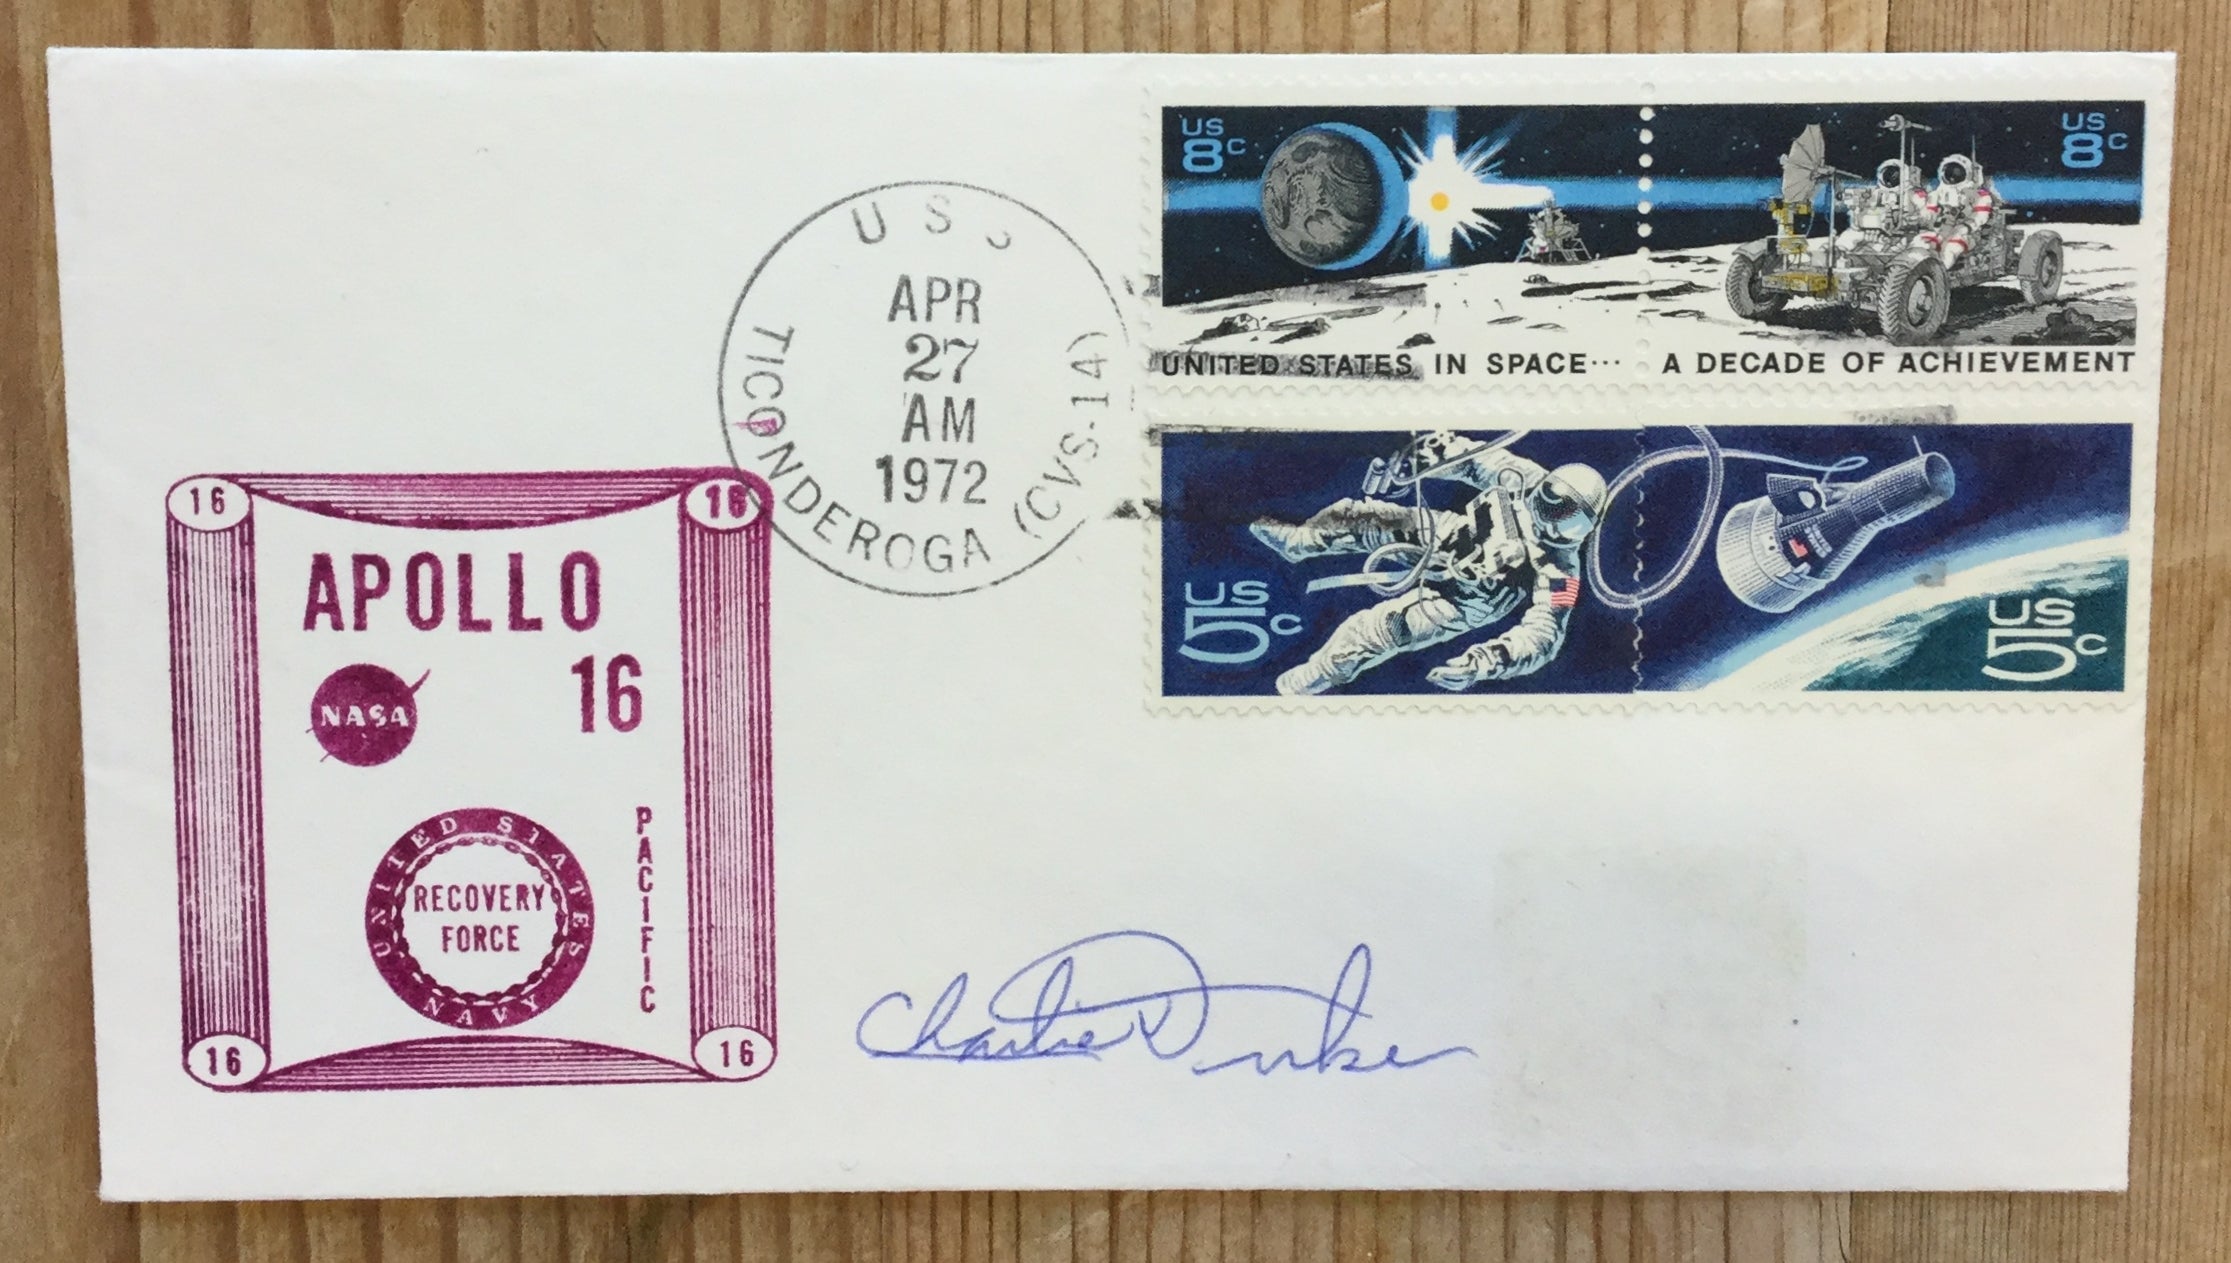 US 8c
US 8c
UNITED STATES IN SPACE... A DECADE OF ACHIEVEMENT
US 5c
US 5c
USS
TICONDEROGA (CVS-14)
APR
27
AM
1972
16
16
APOLLO
16
NASA
PACIFIC
UNITED STATES
NAVY
RECOVERY
FORCE
16
16
Charlie Duke